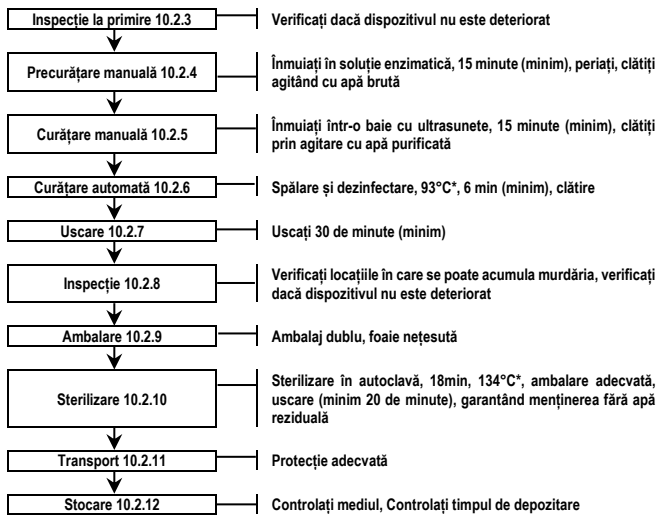 Inspecție la primire 10.2.3
Verificați dacă dispozitivul nu este deteriorat
Precurățare manuală 10.2.4
Înmuiați în soluție enzimatică, 15 minute (minim), periați, clătiți
agitând cu apă brută
Curățare manuală 10.2.5
Înmuiați într-o baie cu ultrasunete, 15 minute (minim), clătiți
prin agitare cu apă purificată
Curățare automată 10.2.6
Spălare și dezinfectare, 93°C*, 6 min (minim), clătire
Uscare 10.2.7
Uscați 30 de minute (minim)
Inspecție 10.2.8
Verificați locațiile în care se poate acumula murdăria, verificați
dacă dispozitivul nu este deteriorat
Ambalare 10.2.9
Ambalaj dublu, foaie nețesută
Sterilizare 10.2.10
Sterilizare în autoclavă, 18min, 134°C*, ambalare adecvată,
uscare (minim 20 de minute), garantând menținerea fără apă
reziduală
Transport 10.2.11
Protecție adecvată
Stocare 10.2.12
Controlați mediul, Controlați timpul de depozitare